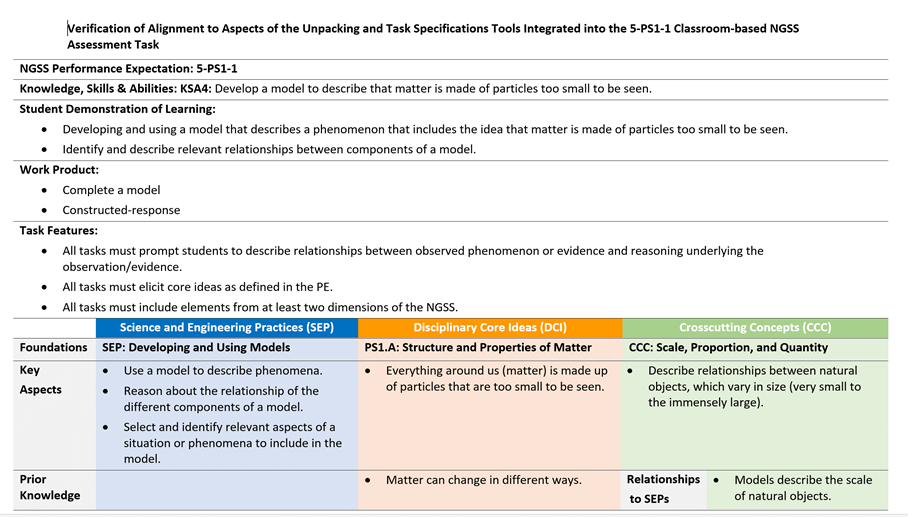 Verification of Alignment to Aspects of the Unpacking and Task Specifications Tools Integrated into the 5-PS1-1 Classroom-based NGSS
Assessment Task
NGSS Performance Expectation: 5-PS1-1
Knowledge, Skills & Abilities: KSA4: Develop a model to describe that matter is made of particles too small to be seen.
Student Demonstration of Learning:
• Developing and using a model that describes a phenomenon that includes the idea that matter is made of particles too small to be seen.
• Identify and describe relevant relationships between components of a model.
Work Product:
• Complete a model
• Constructed-response
Task Features:
• All tasks must prompt students to describe relationships between observed phenomenon or evidence and reasoning underlying the
observation/evidence.
• All tasks must elicit core ideas as defined in the PE.
• All tasks must include elements from at least two dimensions of the NGSS.
Science and Engineering Practices (SEP)
Disciplinary Core Ideas (DCI)
Crosscutting Concepts (CCC)
Foundations
SEP: Developing and Using Models
PS1.A: Structure and Properties of Matter
CCC: Scale, Proportion, and Quantity
Key
Aspects
• Use a model to describe phenomena.
• Reason about the relationship of the
different components of a model.
• Select and identify relevant aspects of a
situation or phenomena to include in the
model.
• Everything around us (matter) is made up
of particles that are too small to be seen.
• Describe relationships between natural
objects, which vary in size (very small to
the immensely large).
Prior
Knowledge
• Matter can change in different ways.
Relationships
to SEPs
• Models describe the scale
of natural objects.